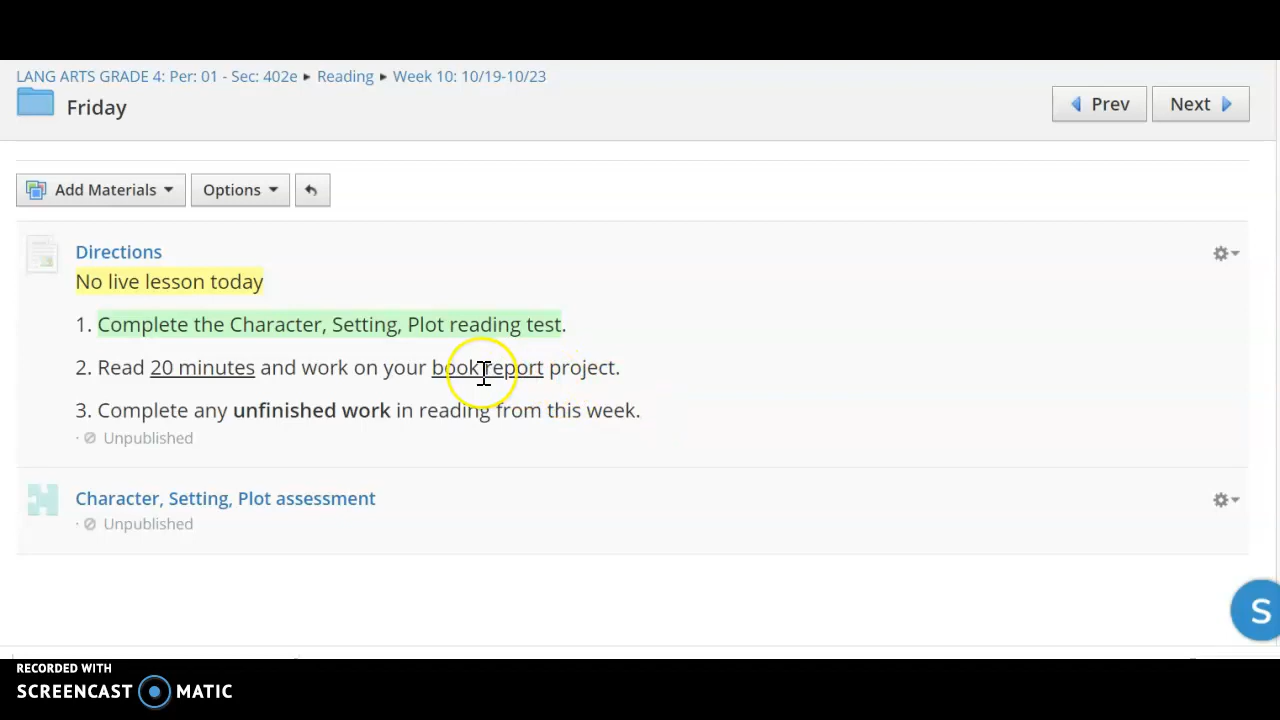 LANG ARTS GRADE 4: Per: 01 - Sec: 402e ▸ Reading ▸ Week 10: 10/19-10/23
Friday
Prev
Next
Add Materials
Options
Directions
No live lesson today
1. Complete the Character, Setting, Plot reading test.
2. Read 20 minutes and work on your book report project.
3. Complete any unfinished work in reading from this week.
· Unpublished
Character, Setting, Plot assessment
· Unpublished
S
RECORDED WITH
SCREENCAST MATIC